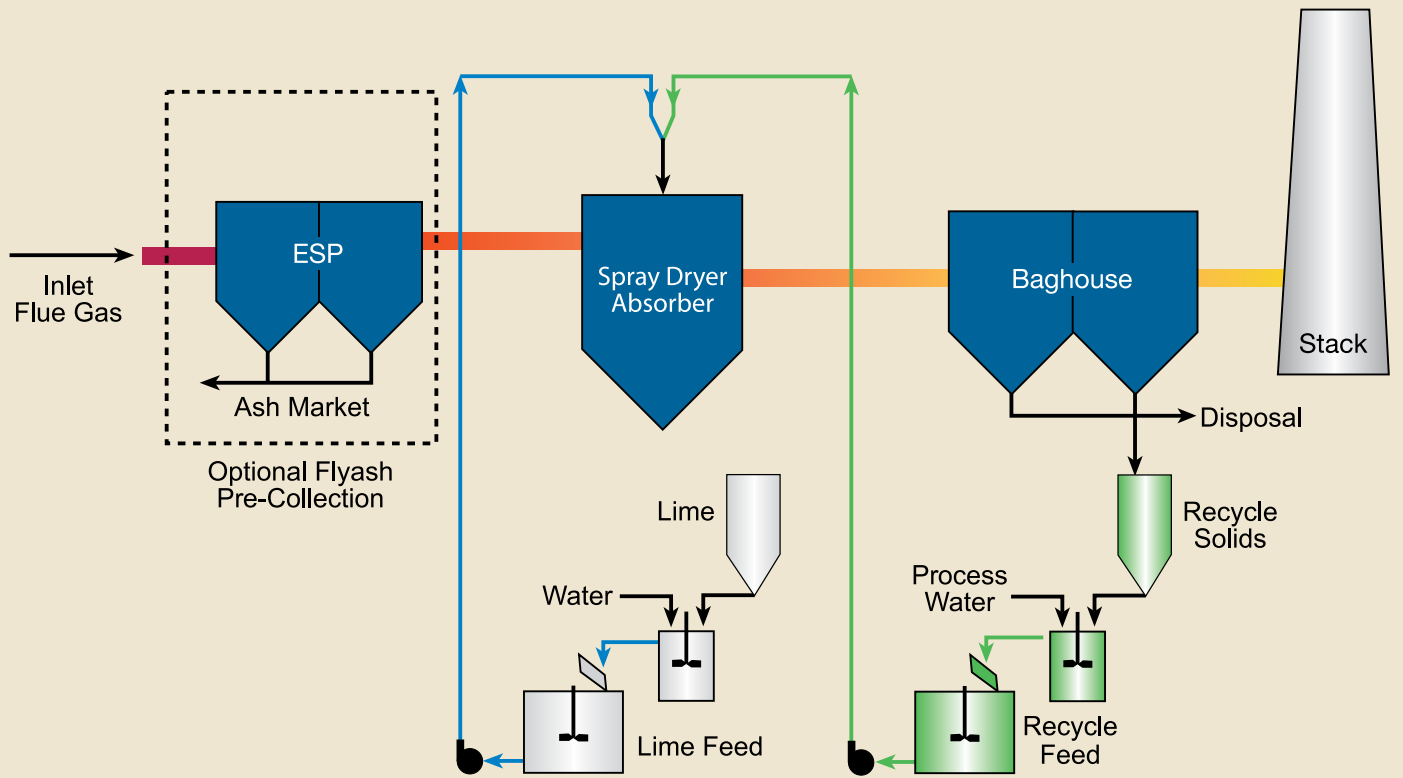 Inlet
Flue Gas
ESP
Ash Market
Optional Flyash
Pre-Collection
Spray Dryer
Absorber
Baghouse
Stack
Disposal
Lime
Water
Lime Feed
Recycle
Solids
Process
Water
Recycle
Feed